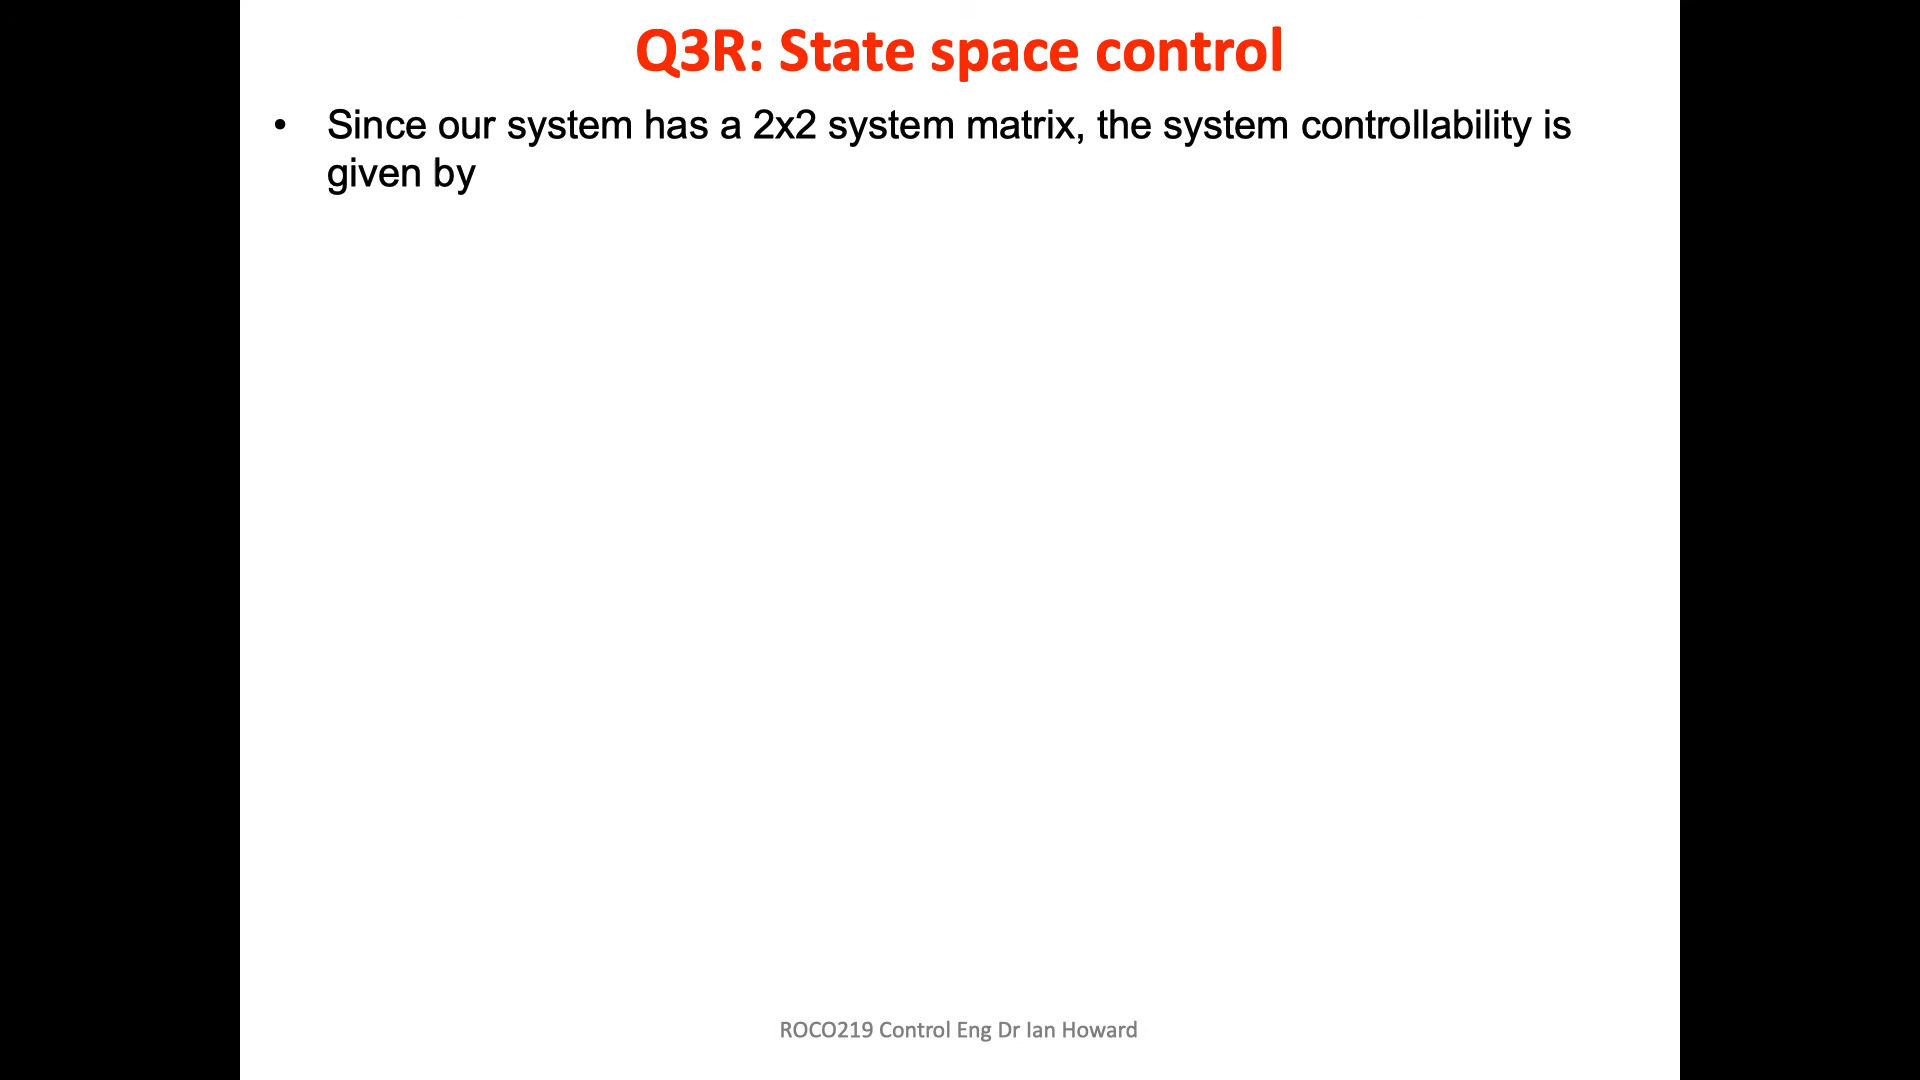 Q3R: State space control
• Since our system has a 2x2 system matrix, the system controllability is
given by
ROCO219 Control Eng Dr Ian Howard